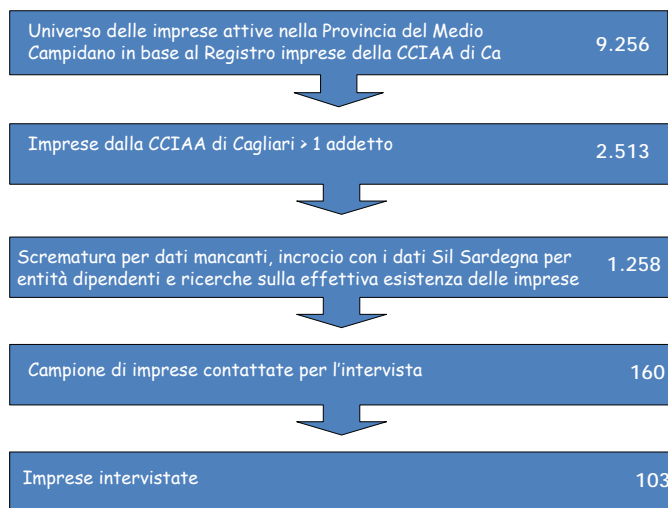 Universo delle imprese attive nella Provincia del Medio
Campidano in base al Registro imprese della CCIAA di Ca
9.256
Imprese dalla CCIAA di Cagliari > 1 addetto
2.513
Scrematura per dati mancanti, incrocio con i dati Sil Sardegna per
entità dipendenti e ricerche sulla effettiva esistenza delle imprese
1.258
Campione di imprese contattate per l'intervista
160
Imprese intervistate
103